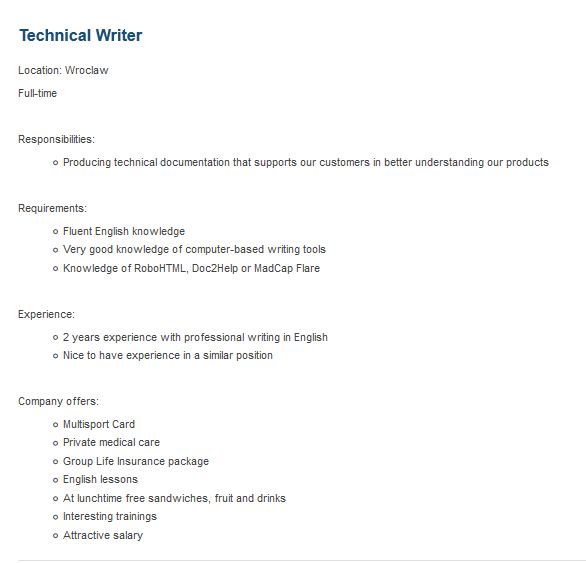 Technical Writer
Location: Wroclaw
Full-time
Responsibilities:
Producing technical documentation that supports our customers in better understanding our products
Requirements:
Fluent English knowledge
Very good knowledge of computer-based writing tools
Knowledge of RoboHTML, Doc2Help or MadCap Flare
Experience:
2 years experience with professional writing in English
Nice to have experience in a similar position
Company offers:
Multisport Card
Private medical care
Group Life Insurance package
English lessons
At lunchtime free sandwiches, fruit and drinks
Interesting trainings
Attractive salary